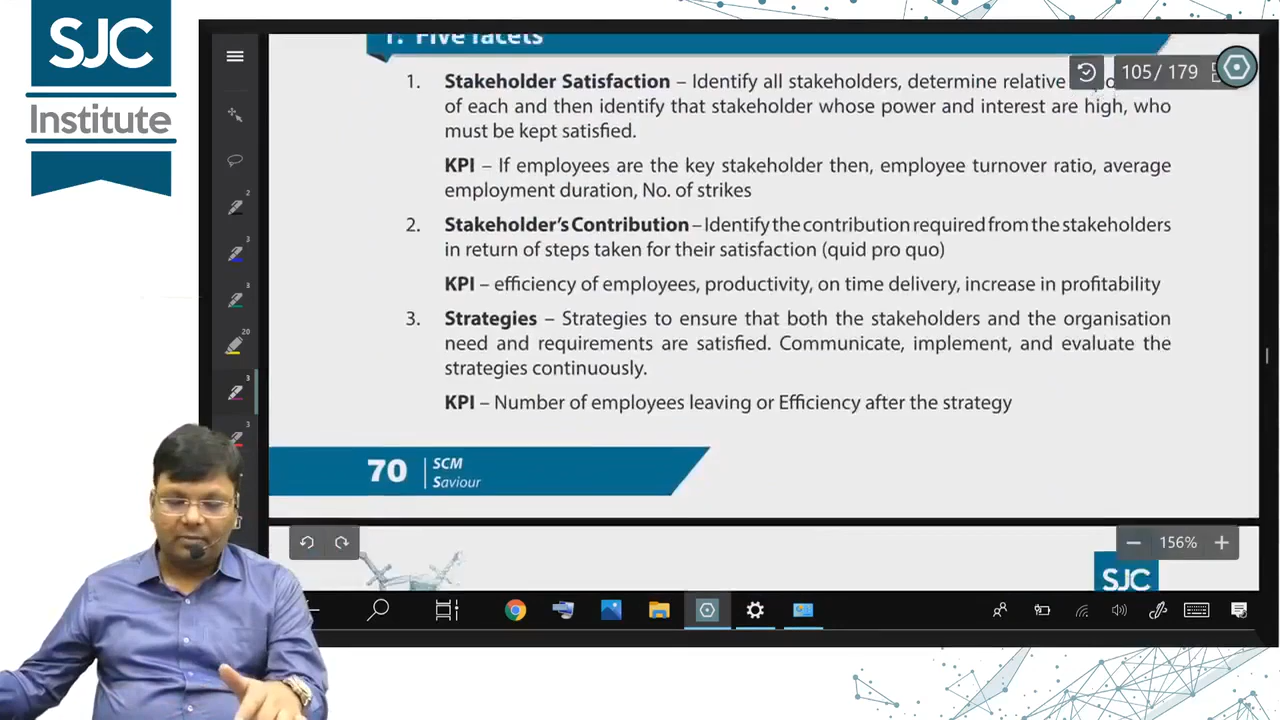 SJC
Institute
1. Five facets
105 / 179
1. Stakeholder Satisfaction – Identify all stakeholders, determine relative
of each and then identify that stakeholder whose power and interest are high, who
must be kept satisfied.
KPI – If employees are the key stakeholder then, employee turnover ratio, average
employment duration, No. of strikes
2. Stakeholder's Contribution – Identify the contribution required from the stakeholders
in return of steps taken for their satisfaction (quid pro quo)
KPI – efficiency of employees, productivity, on time delivery, increase in profitability
3. Strategies – Strategies to ensure that both the stakeholders and the organisation
need and requirements are satisfied. Communicate, implement, and evaluate the
strategies continuously.
KPI – Number of employees leaving or Efficiency after the strategy
2
3
3
20
3
3
70
SCM
Saviour
156%
SJC